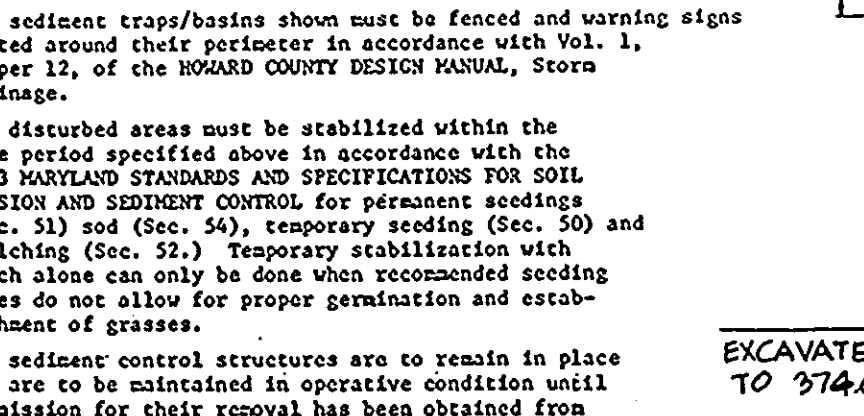 sediment traps/basins shown must be fenced and warning signs
ted around their perimeter in accordance with Vol. 1,
per 12, of the HOWARD COUNTY DESIGN MANUAL, Storm
inage.
disturbed areas must be stabilized within the
e period specified above in accordance with the
3 MARYLAND STANDARDS AND SPECIFICATIONS FOR SOIL
SION AND SEDIMENT CONTROL for permanent seedings
c. 51) sod (Sec. 54), temporary seeding (Sec. 50) and
lching (Sec. 52.) Temporary stabilization with
ch alone can only be done when recommended seeding
es do not allow for proper germination and estab-
hment of grasses.
sediment control structures are to remain in place
are to be maintained in operative condition until
mission for their removal has been obtained from
EXCAVATE
TO 374.